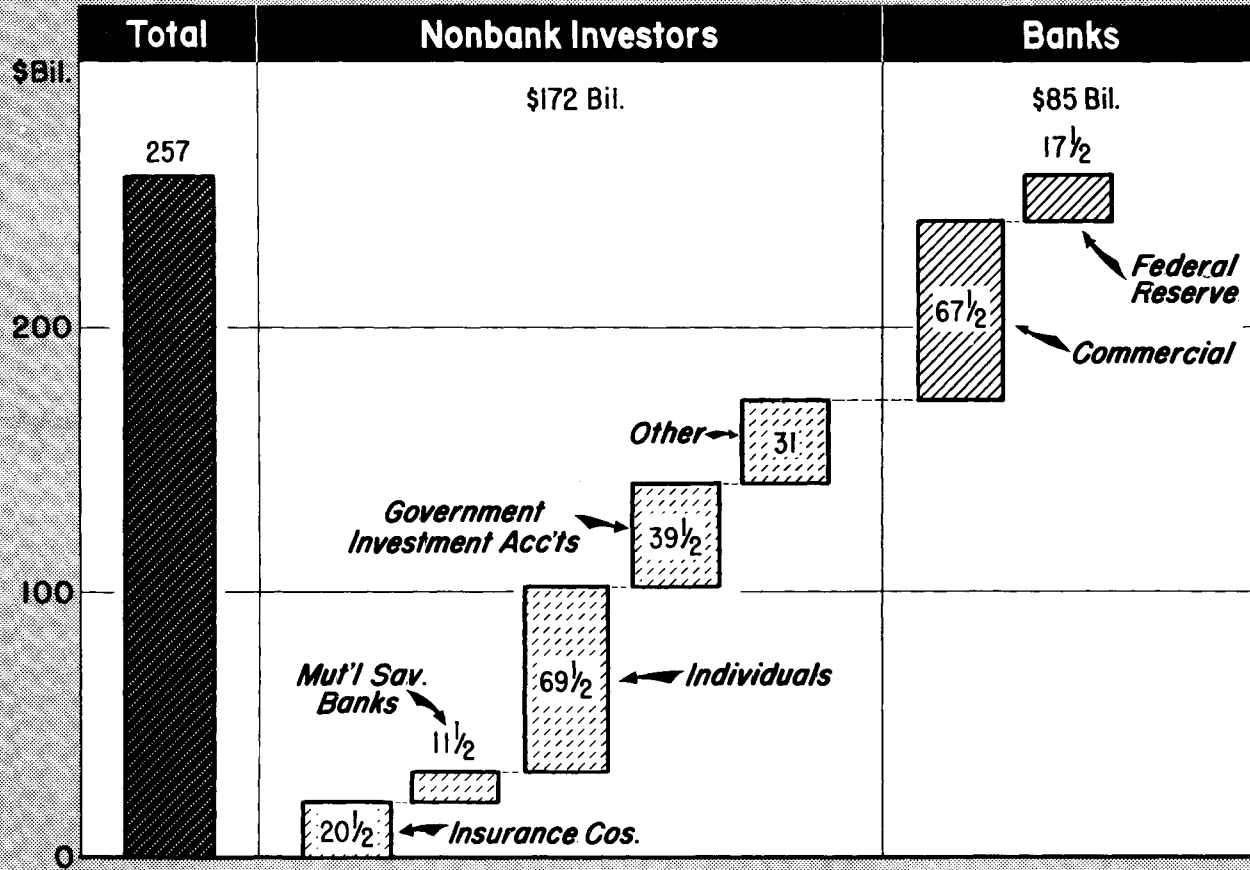 Total
Nonbank Investors
Banks
$Bil.
$172 Bil.
$85 Bil.
257
17½
Federal
Reserve
67½
200
Commercial
Other
31
Government
Investment Acc'ts
39½
100
Mut'l Sav.
Banks
69½
Individuals
11½
20½
Insurance Cos.
0